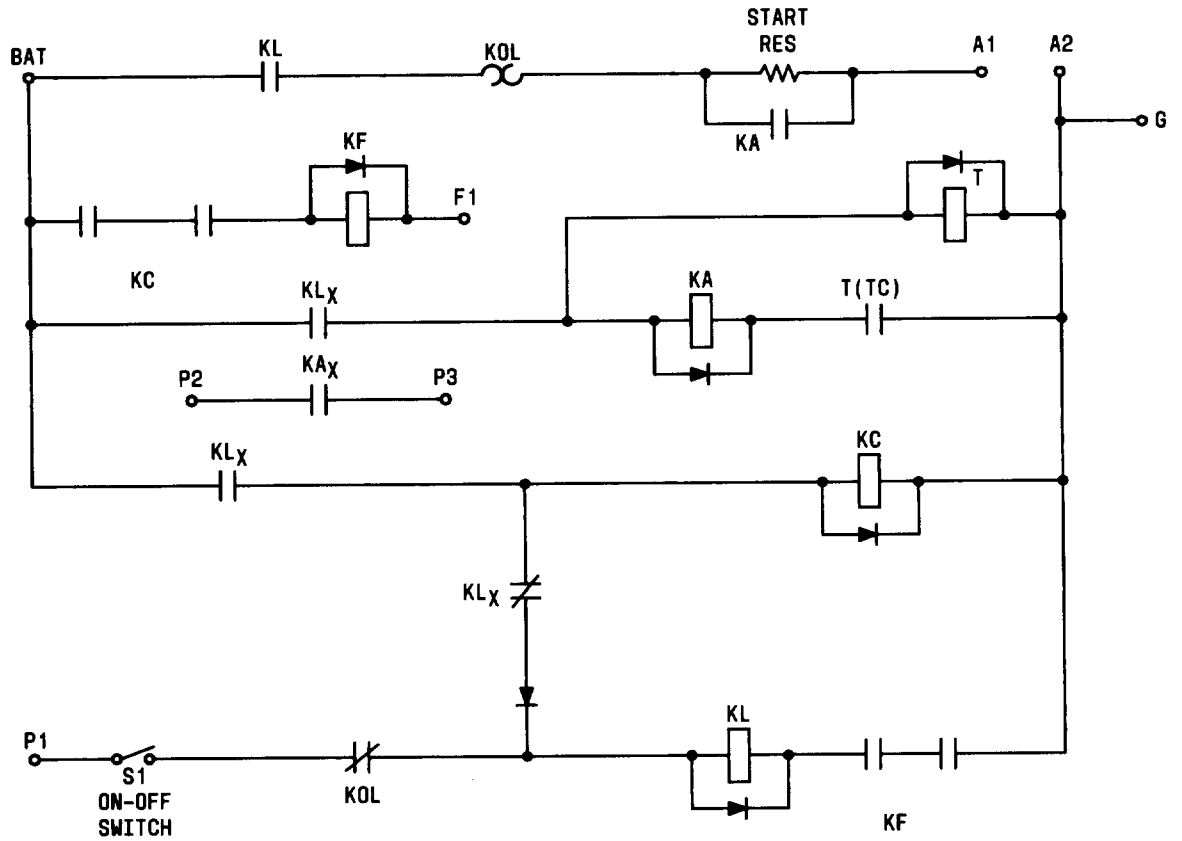 START
RES
BAT
KL
KOL
A1
A2
KA
G
KF
T
F1
KC
KLX
KA
T(TC)
P2
KAX
P3
KLX
KC
KLX
P1
KL
S1
ON-OFF
SWITCH
KOL
KF